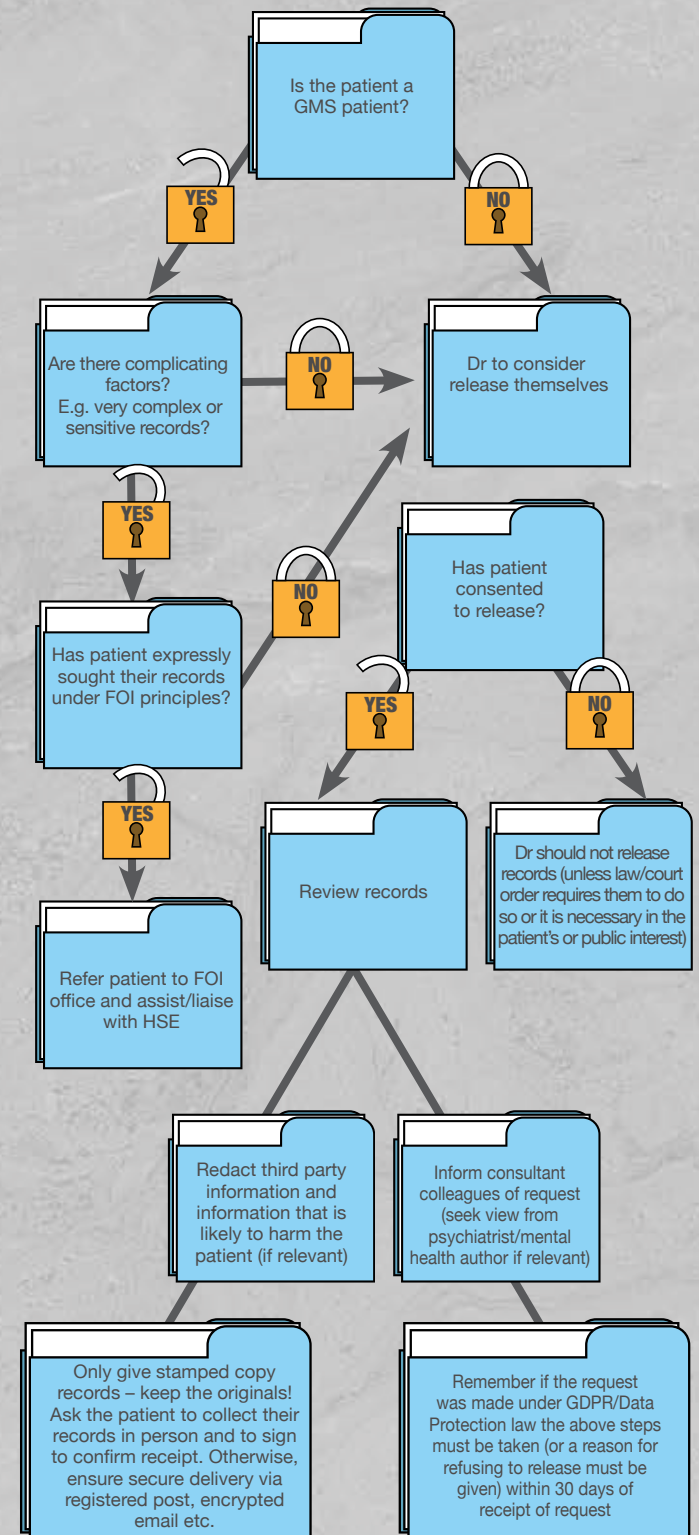 Is the patient a
GMS patient?
YES
NO
Are there complicating
factors?
E.g. very complex or
sensitive records?
NO
Dr to consider
release themselves
YES
Has patient
consented
to release?
NO
Has patient expressly
sought their records
under FOI principles?
YES
NO
YES
Review records
Dr should not release
records (unless law/court
order requires them to do
so or it is necessary in the
patient’s or public interest)
Refer patient to FOI
office and assist/liaise
with HSE
Redact third party
information and
information that is
likely to harm the
patient (if relevant)
Inform consultant
colleagues of request
(seek view from
psychiatrist/mental
health author if relevant)
Only give stamped copy
records – keep the originals!
Ask the patient to collect their
records in person and to sign
to confirm receipt. Otherwise,
ensure secure delivery via
registered post, encrypted
email etc.
Remember if the request
was made under GDPR/Data
Protection law the above steps
must be taken (or a reason for
refusing to release must be
given) within 30 days of
receipt of request